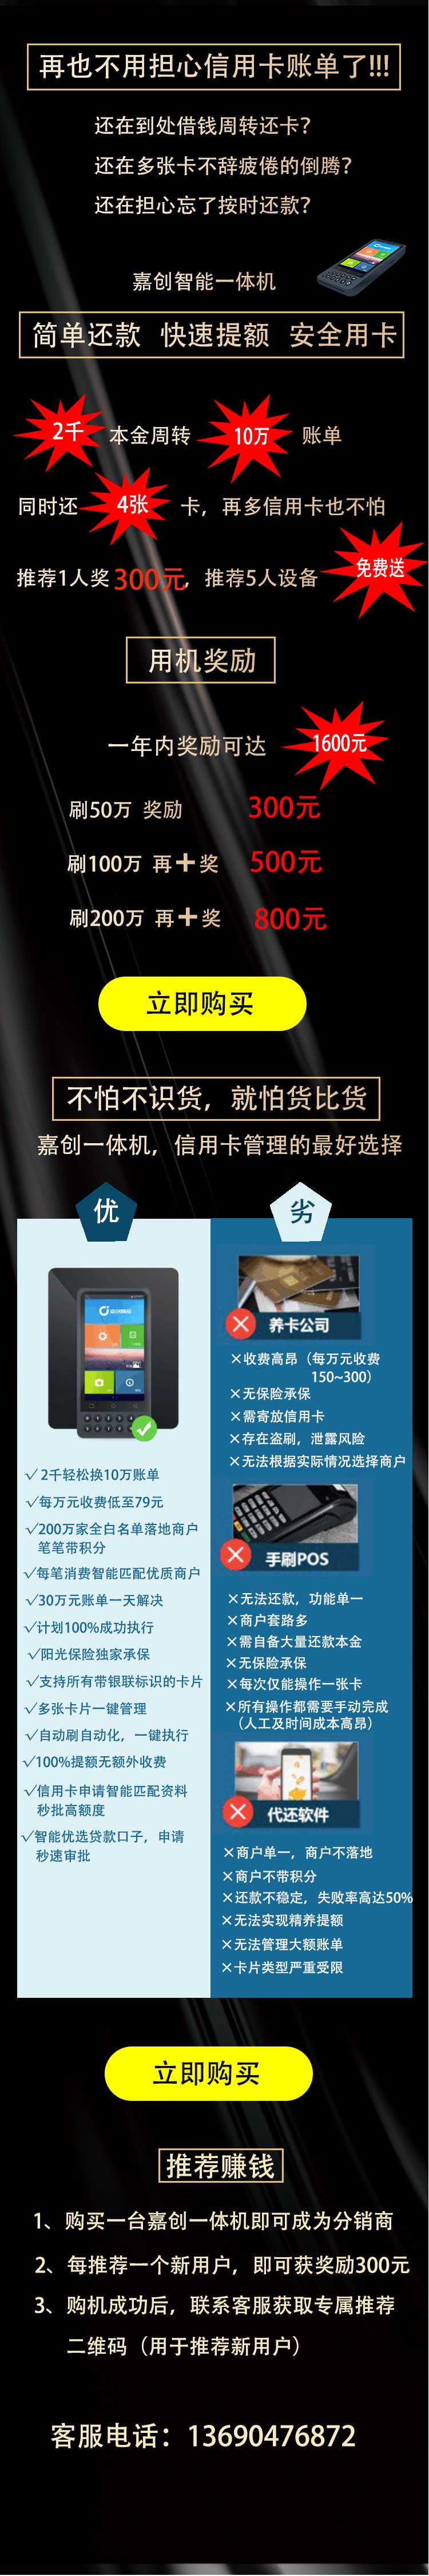 再也不用担心信用卡账单了!!!
还在到处借钱周转还卡？
还在多张卡不辞疲倦的倒腾？
还在担心忘了按时还款？
嘉创智能一体机
简单还款 快速提额 安全用卡
2千 本金周转 10万 账单
同时还 4张 卡，再多信用卡也不怕
推荐1人奖300元，推荐5人设备 免费送
用机奖励
一年内奖励可达 1600元
刷50万 奖励 300元
刷100万 再+奖 500元
刷200万 再+奖 800元
立即购买
不怕不识货，就怕货比货
嘉创一体机，信用卡管理的最好选择
优
√2千轻松换10万账单
√每万元收费低至79元
√200万家全白名单落地商户
笔笔带积分
√每笔消费智能匹配优质商户
√30万元账单一天解决
√计划100%成功执行
√阳光保险独家承保
√支持所有带银联标识的卡片
√多张卡片一键管理
√自动刷自动化，一键执行
√100%提额无额外收费
√信用卡申请智能匹配资料
秒批高额度
√智能优选贷款口子，申请
秒速审批
劣
养卡公司
×收费高昂（每万元收费
150~300）
×无保险承保
×需寄放信用卡
×存在盗刷，泄露风险
×无法根据实际情况选择商户
手刷POS
×无法还款，功能单一
×商户套路多
×需自备大量还款本金
×无保险承保
×每次仅能操作一张卡
×所有操作都需要手动完成
（人工及时间成本高昂）
代还软件
×商户单一，商户不落地
×商户不带积分
×还款不稳定，失败率高达50%
×无法实现精养提额
×无法管理大额账单
×卡片类型严重受限
立即购买
推荐赚钱
1、购买一台嘉创一体机即可成为分销商
2、每推荐一个新用户，即可获奖励300元
3、购机成功后，联系客服获取专属推荐
二维码（用于推荐新用户）
客服电话：13690476872